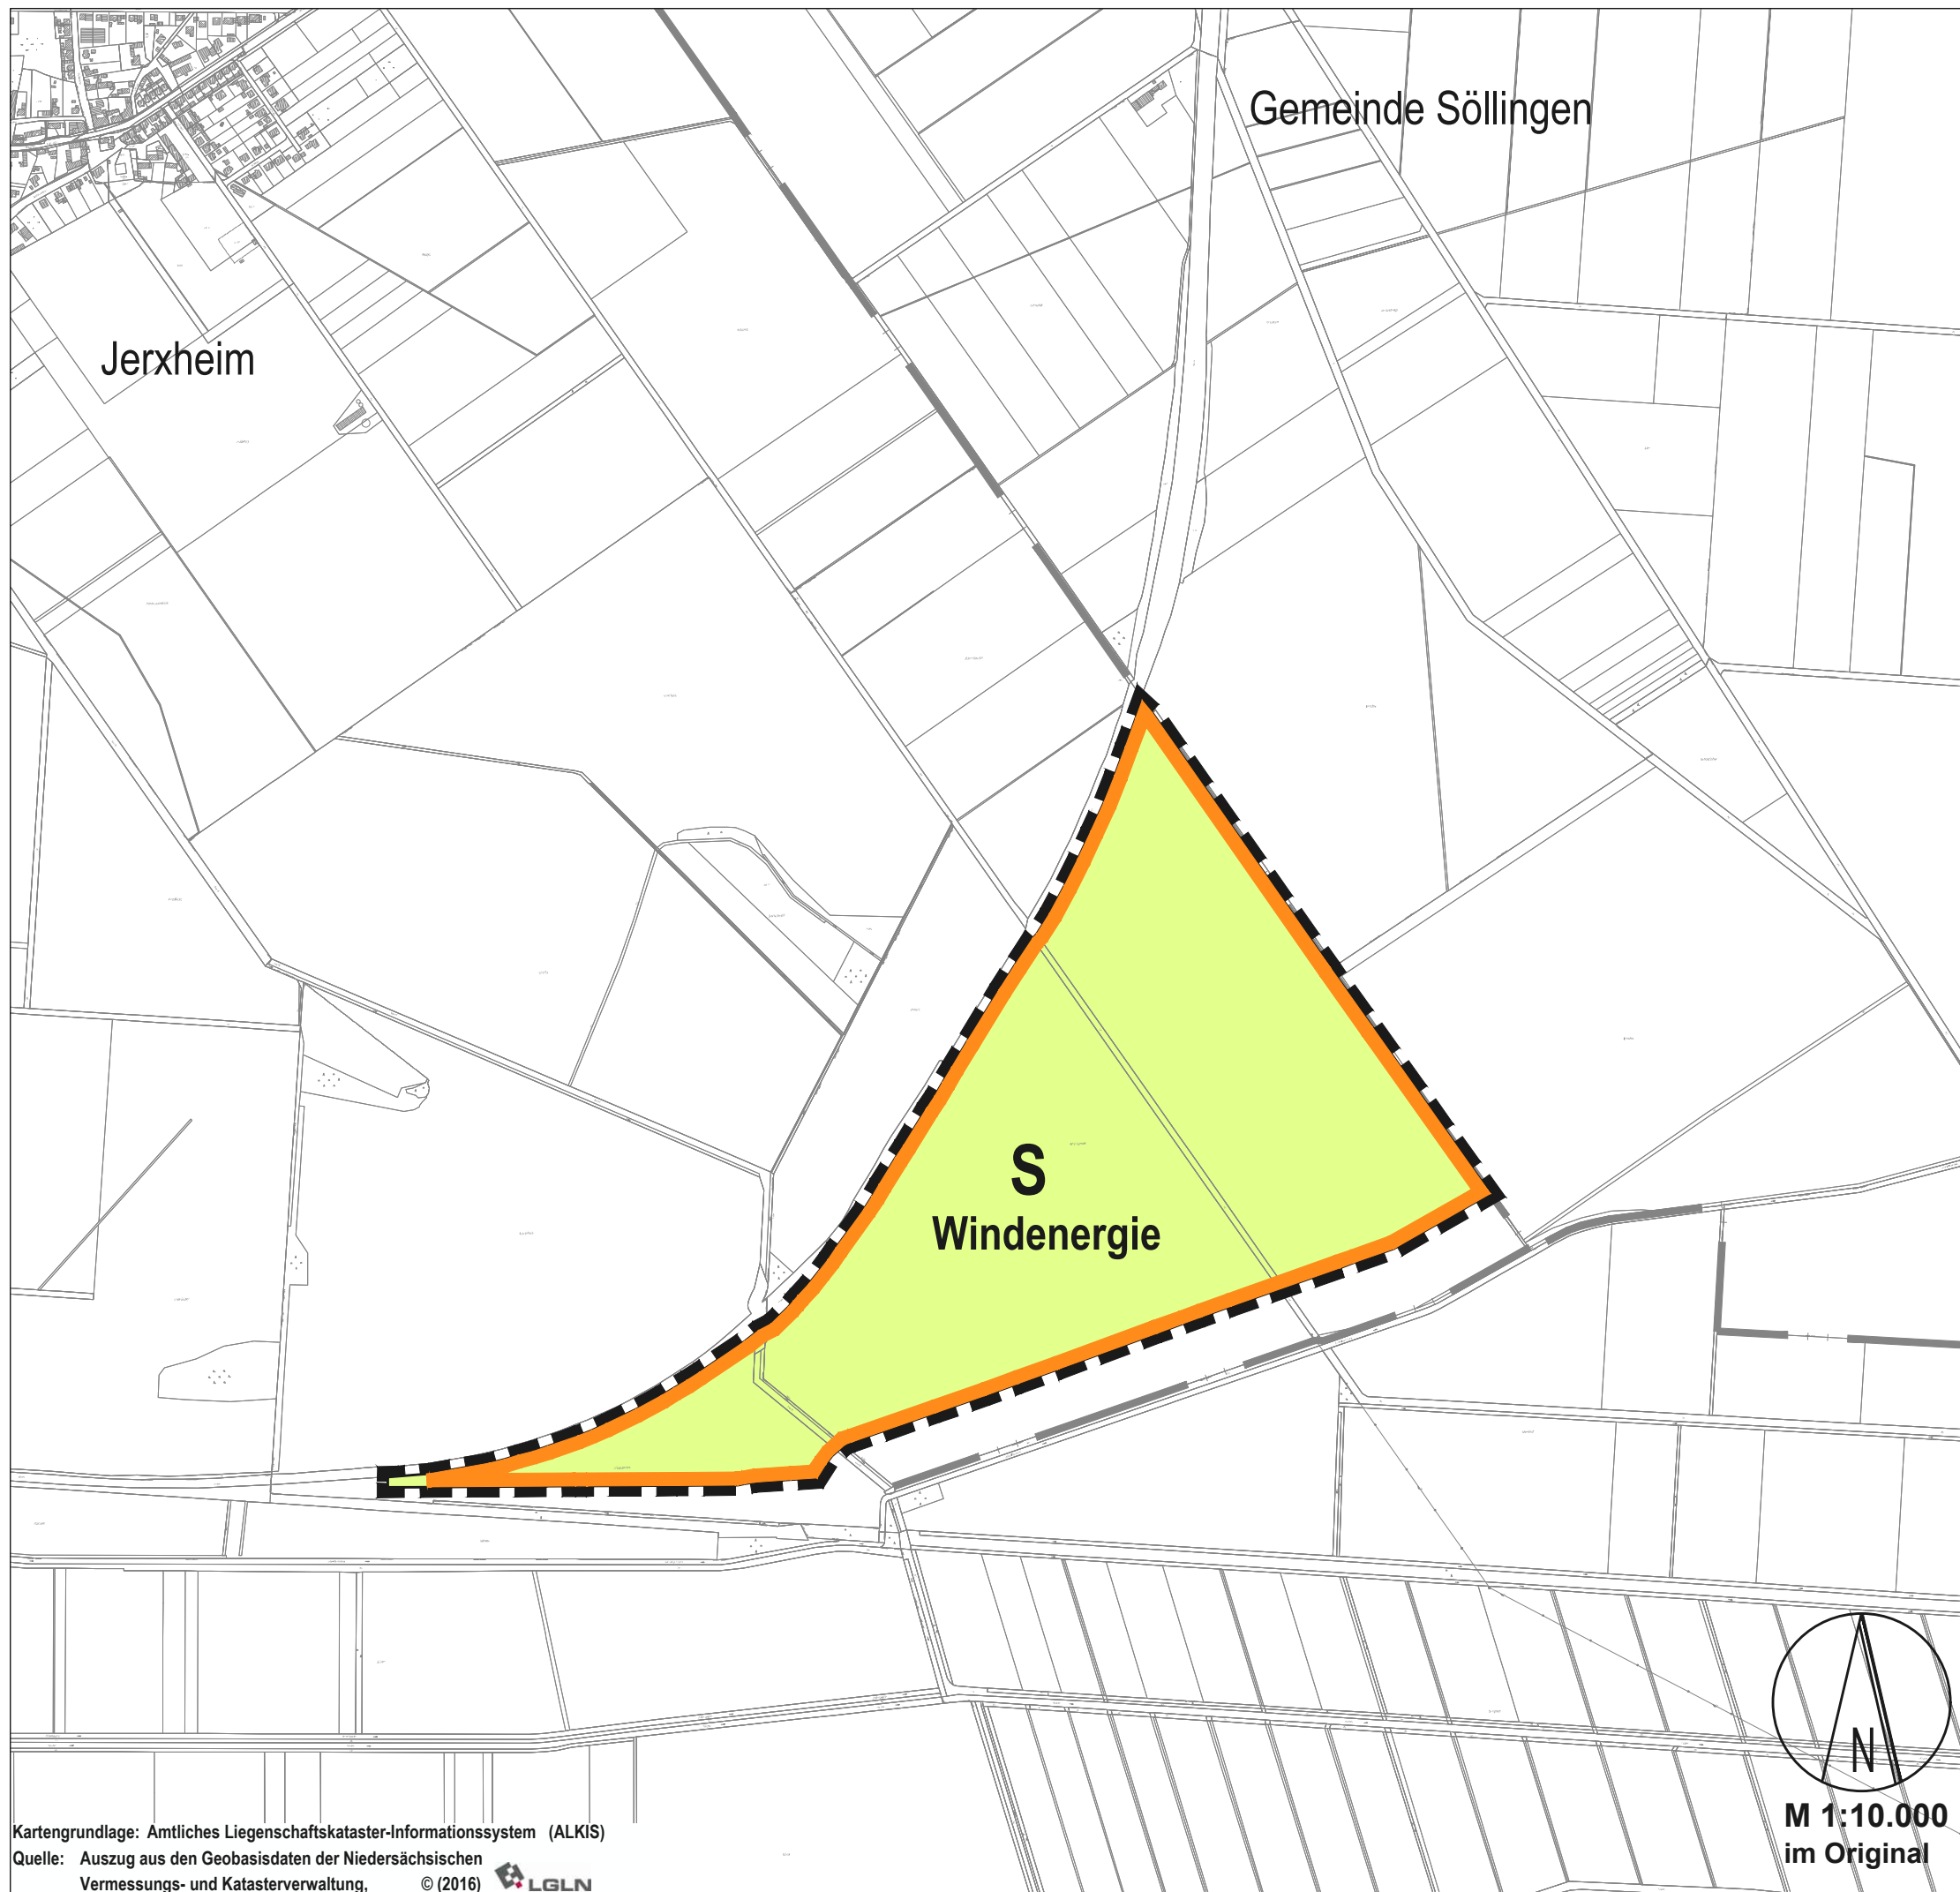 Gemeinde Söllingen
Jerxheim
S
Windenergie
N
M 1:10.000
im Original
Kartengrundlage: Amtliches Liegenschaftskataster-Informationssystem (ALKIS)
Quelle: Auszug aus den Geobasisdaten der Niedersächsischen
Vermessungs- und Katasterverwaltung, © (2016) LGLN